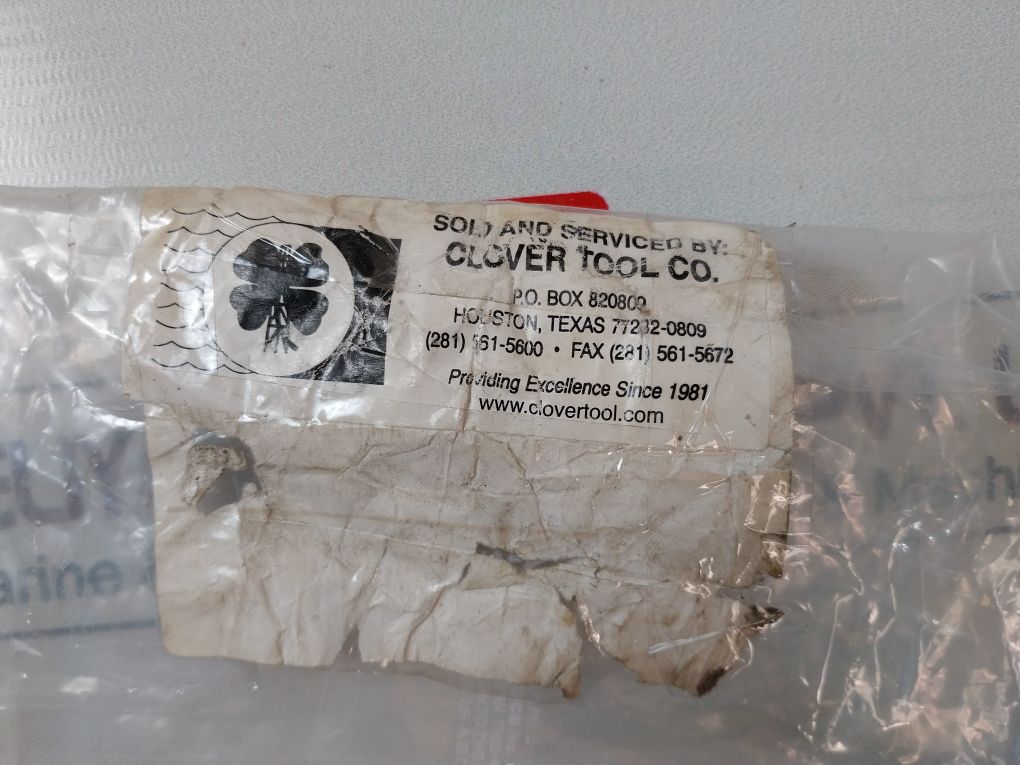 SOLD AND SERVICED BY:
CLOVER TOOL CO.
P.O. BOX 820809
HOUSTON, TEXAS 77282-0809
(281) 561-5600 • FAX (281) 561-5672
Providing Excellence Since 1981
www.clovertool.com
arine